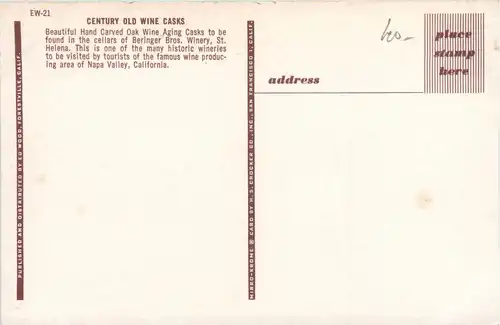 EW-21
CENTURY OLD WINE CASKS
Beautiful Hand Carved Oak Wine Aging Casks to be
found in the cellars of Beringer Bros. Winery, St.
Helena. This is one of the many historic wineries
to be visited by tourists of the famous wine produc-
ing area of Napa Valley, California.
PUBLISHED AND DISTRIBUTED BY ED WOOD, FORESTVILLE, CALIF.
MIRRO-KROME ® CARD BY H. S. CROCKER CO., INC., SAN FRANCISCO 1, CALIF.
address
place
stamp
here